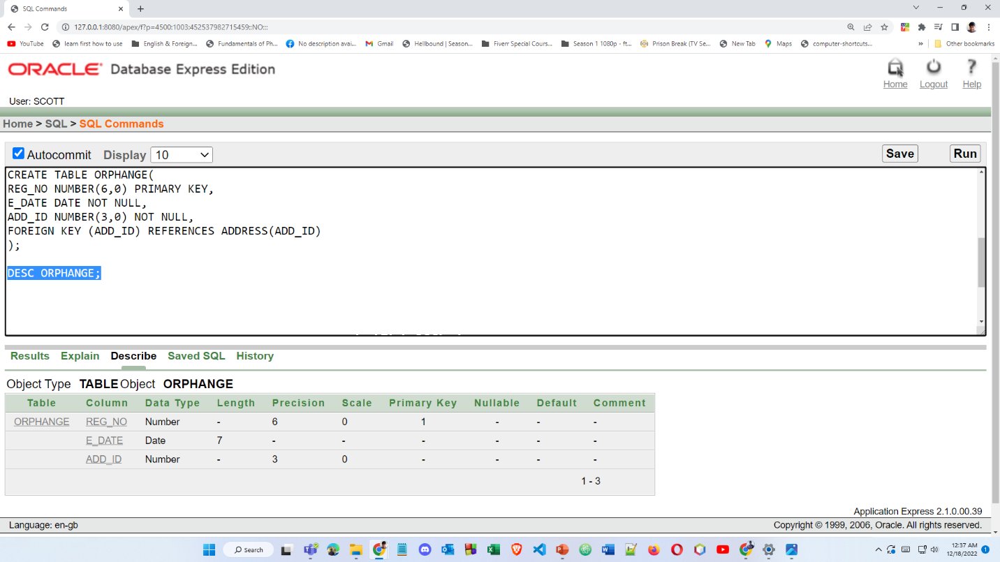 SQL Commands
127.0.0.1:8080/apex/f?p=4500:1003:452537982715459::NO:::
YouTube learn first how to use English & Foreign... Fundamentals of Ph... No description avai... Gmail Hellbound | Season... Fiverr Special Cours... Season 1 1080p - ft... Prison Break (TV Se... New Tab Maps computer-shortcuts... » Other bookmarks
ORACLE Database Express Edition
Home Logout Help
User: SCOTT
Home > SQL > SQL Commands
Autocommit Display 10 Save Run
CREATE TABLE ORPHANGE(
REG_NO NUMBER(6,0) PRIMARY KEY,
E_DATE DATE NOT NULL,
ADD_ID NUMBER(3,0) NOT NULL,
FOREIGN KEY (ADD_ID) REFERENCES ADDRESS(ADD_ID)
);
DESC ORPHANGE;
Results Explain Describe Saved SQL History
Object Type TABLE Object ORPHANGE
Table Column Data Type Length Precision Scale Primary Key Nullable Default Comment
ORPHANGE REG_NO Number - 6 0 1 - - -
E_DATE Date 7 - - - - - -
ADD_ID Number - 3 0 - - - -
1 - 3
Application Express 2.1.0.00.39
Language: en-gb Copyright © 1999, 2006, Oracle. All rights reserved.
Search 12:37 AM
12/18/2022 1